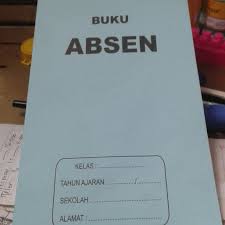 BUKU
ABSEN
KELAS : ........................
TAHUN AJARAN ............/............
SEKOLAH ........................
ALAMAT : ........................